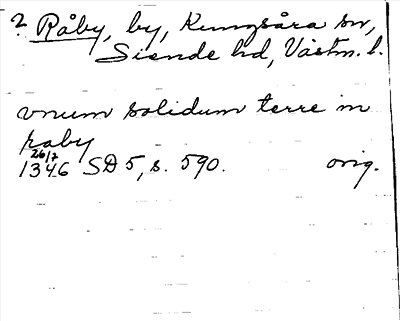 ? Råby, by, Kungsåra sn,
Siende hd, Västm. l.
vnum solidum terre in
raby
26/7
1346 SD 5, s. 590. orig.